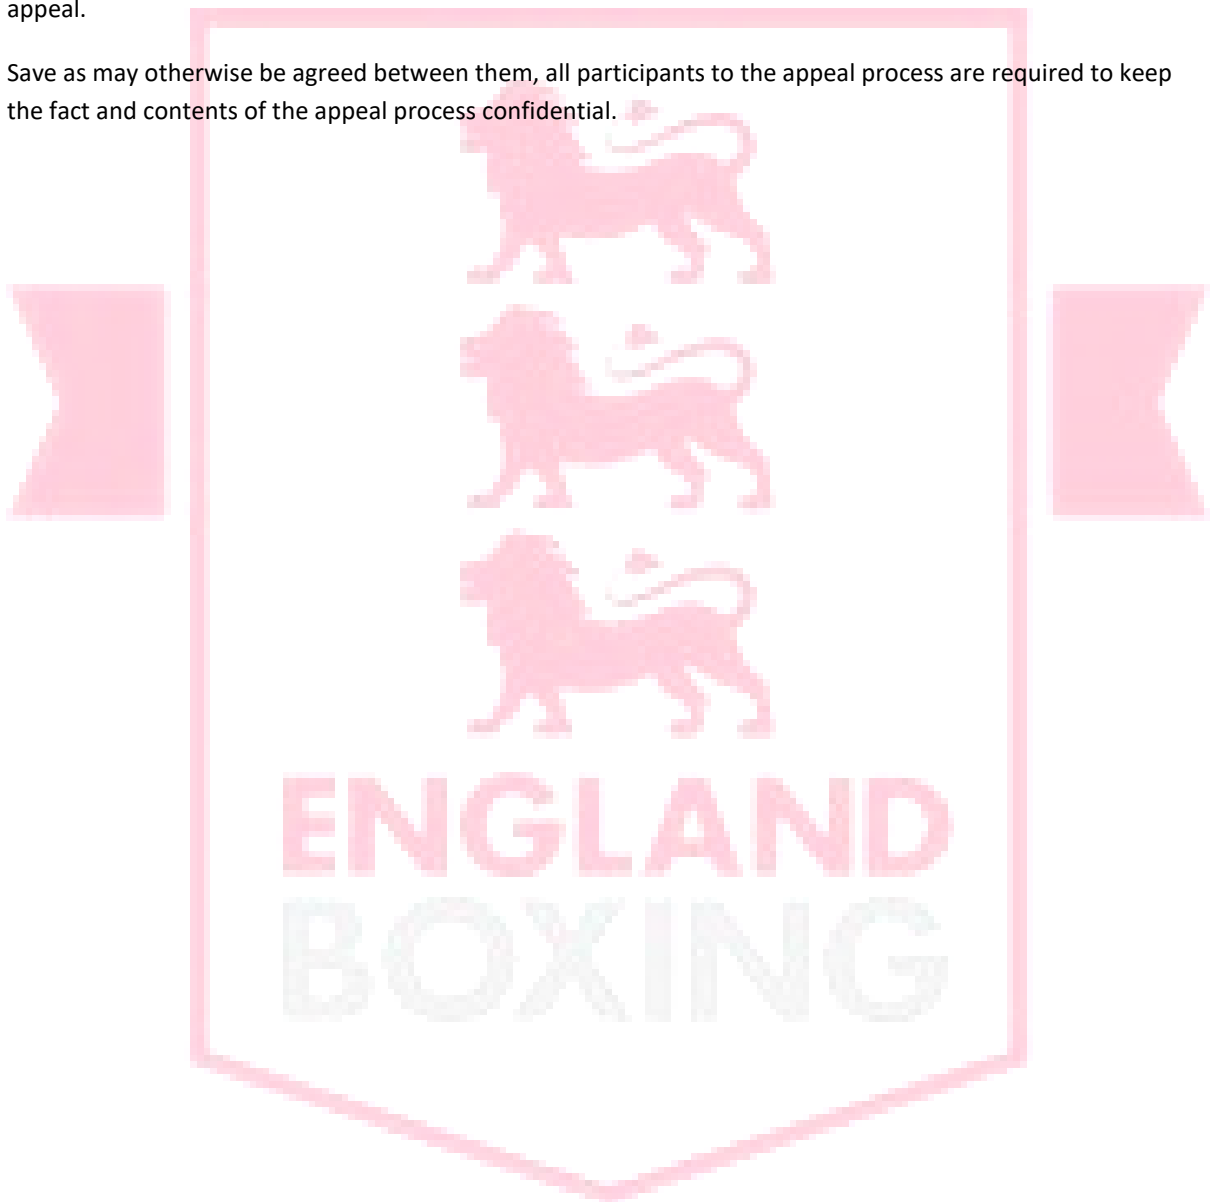 appeal.
Save as may otherwise be agreed between them, all participants to the appeal process are required to keep
the fact and contents of the appeal process confidential.
ENGLAND
BOXING